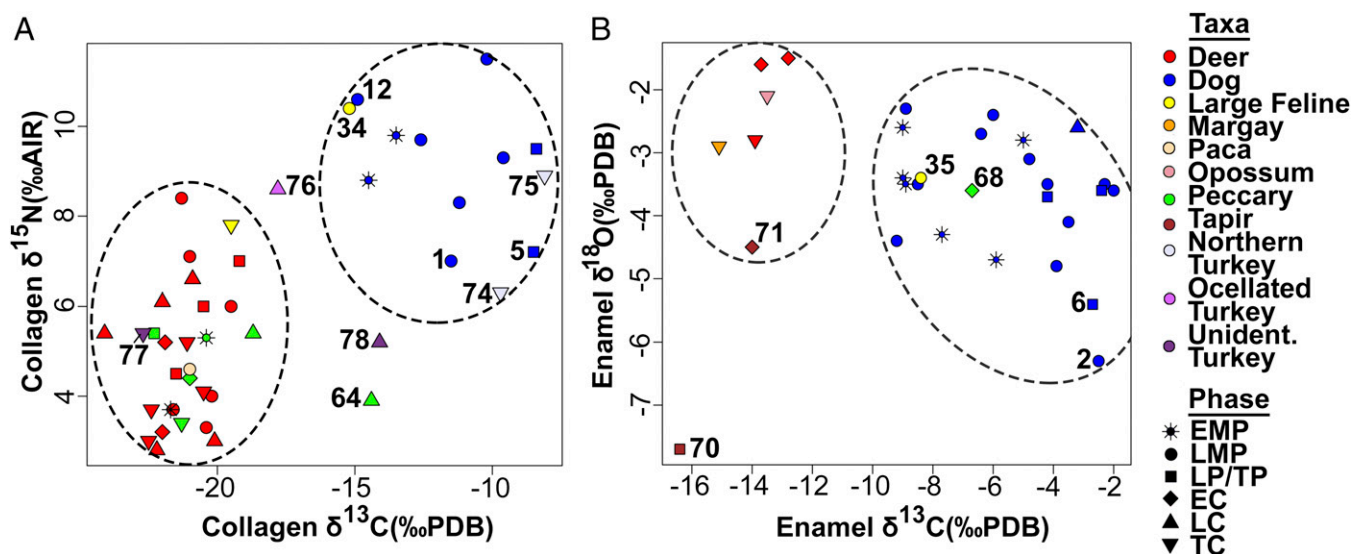 A
Collagen δ15N(‰AIR)
10
8
6
4
12
34
76
75
1
5
74
77
78
64
-20
-15
-10
Collagen δ13C(‰PDB)
B
Enamel δ18O(‰PDB)
-2
-3
-4
-5
-6
-7
35
68
71
6
2
70
-16
-14
-12
-10
-8
-6
-4
-2
Enamel δ13C(‰PDB)
Taxa
Deer
Dog
Large Feline
Margay
Paca
Opossum
Peccary
Tapir
Northern
Turkey
Ocellated
Turkey
Unident.
Turkey
Phase
EMP
LMP
LP/TP
EC
LC
TC